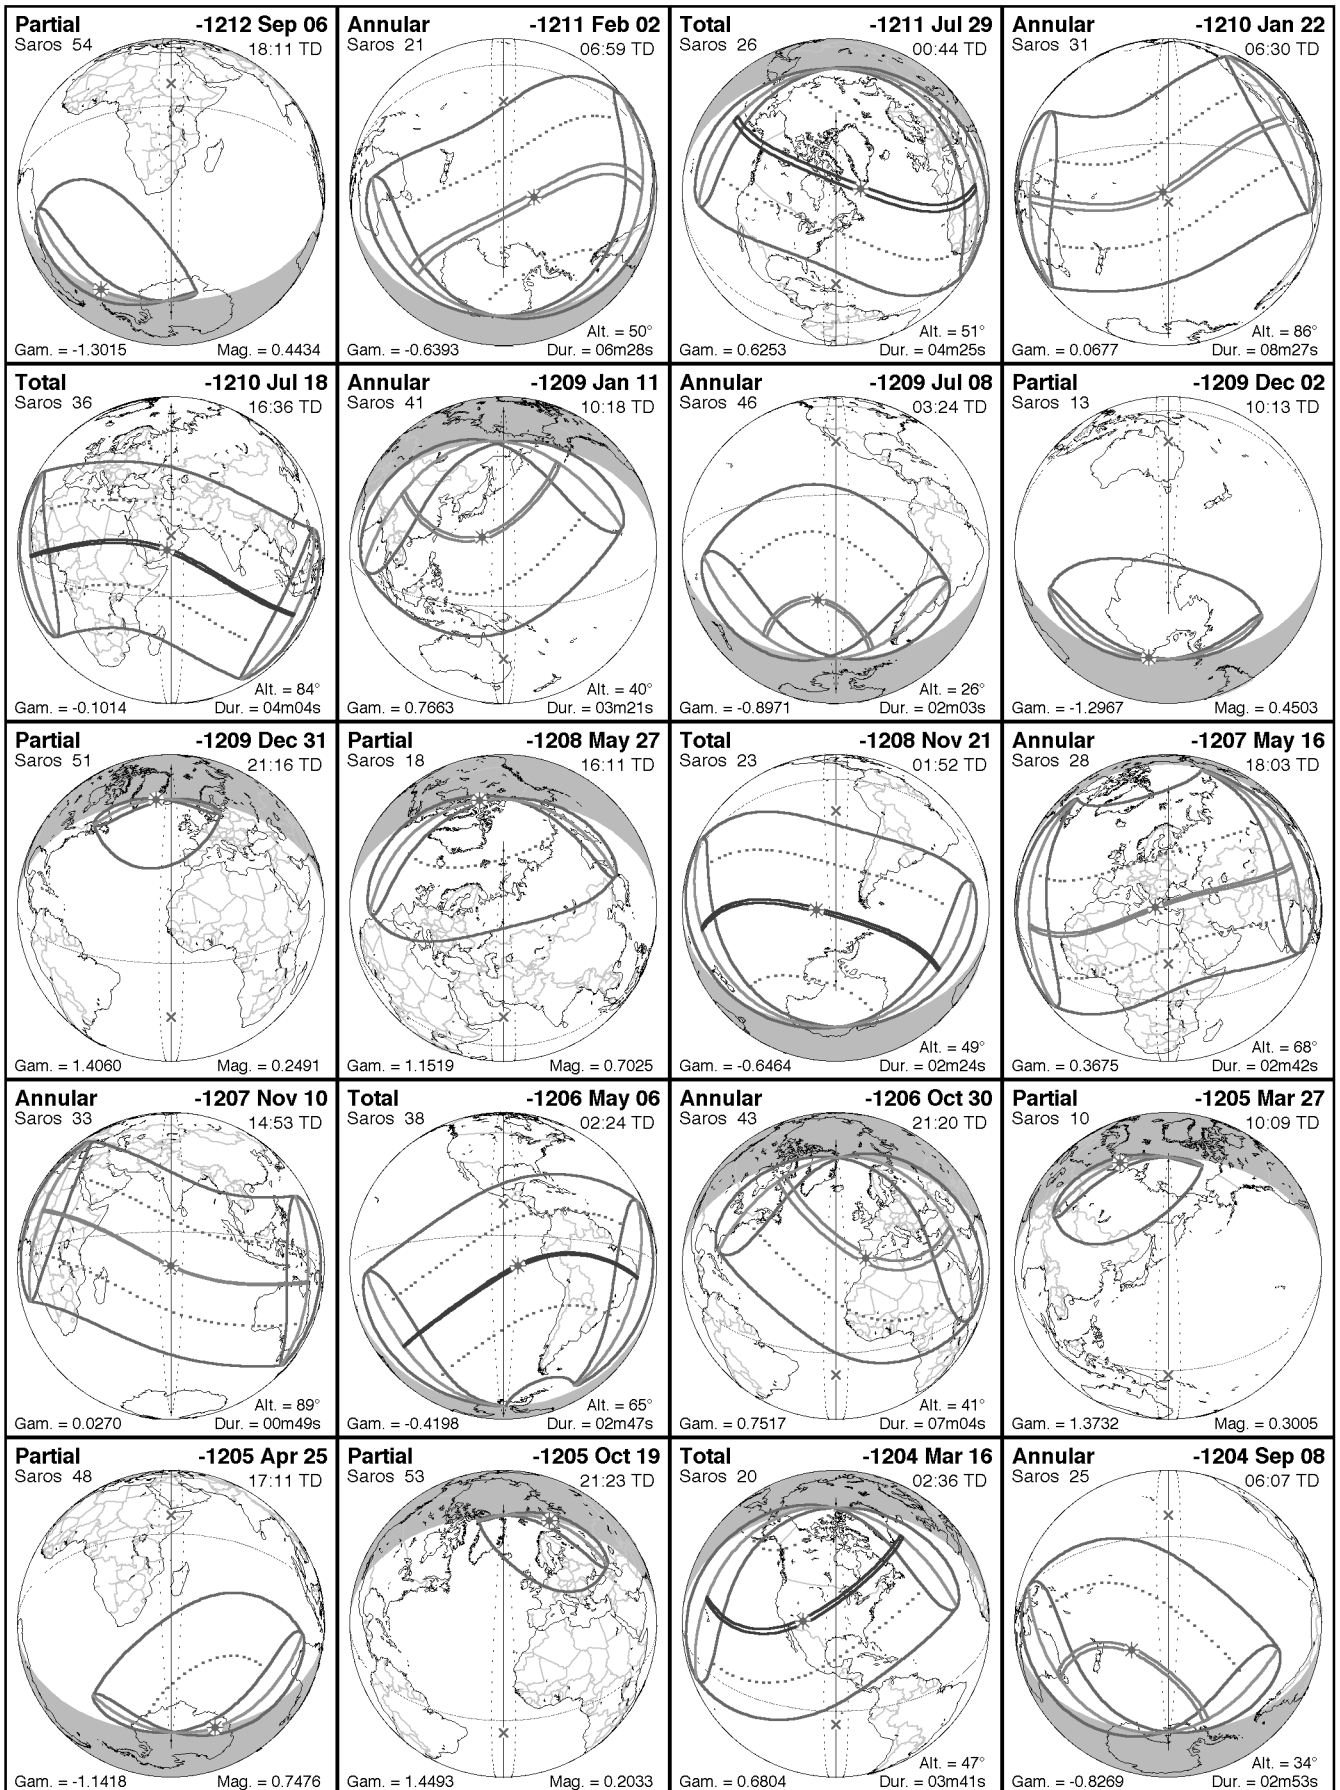 Partial -1212 Sep 06
Saros 54 18:11 TD
Gam. = -1.3015 Mag. = 0.4434
Annular -1211 Feb 02
Saros 21 06:59 TD
Alt. = 50°
Gam. = -0.6393 Dur. = 06m28s
Total -1211 Jul 29
Saros 26 00:44 TD
Alt. = 51°
Gam. = 0.6253 Dur. = 04m25s
Annular -1210 Jan 22
Saros 31 06:30 TD
Alt. = 86°
Gam. = 0.0677 Dur. = 08m27s
Total -1210 Jul 18
Saros 36 16:36 TD
Alt. = 84°
Gam. = -0.1014 Dur. = 04m04s
Annular -1209 Jan 11
Saros 41 10:18 TD
Alt. = 40°
Gam. = 0.7663 Dur. = 03m21s
Annular -1209 Jul 08
Saros 46 03:24 TD
Alt. = 26°
Gam. = -0.8971 Dur. = 02m03s
Partial -1209 Dec 02
Saros 13 10:13 TD
Gam. = -1.2967 Mag. = 0.4503
Partial -1209 Dec 31
Saros 51 21:16 TD
Gam. = 1.4060 Mag. = 0.2491
Partial -1208 May 27
Saros 18 16:11 TD
Gam. = 1.1519 Mag. = 0.7025
Total -1208 Nov 21
Saros 23 01:52 TD
Alt. = 49°
Gam. = -0.6464 Dur. = 02m24s
Annular -1207 May 16
Saros 28 18:03 TD
Alt. = 68°
Gam. = 0.3675 Dur. = 02m42s
Annular -1207 Nov 10
Saros 33 14:53 TD
Alt. = 89°
Gam. = 0.0270 Dur. = 00m49s
Total -1206 May 06
Saros 38 02:24 TD
Alt. = 65°
Gam. = -0.4198 Dur. = 02m47s
Annular -1206 Oct 30
Saros 43 21:20 TD
Alt. = 41°
Gam. = 0.7517 Dur. = 07m04s
Partial -1205 Mar 27
Saros 10 10:09 TD
Gam. = 1.3732 Mag. = 0.3005
Partial -1205 Apr 25
Saros 48 17:11 TD
Gam. = -1.1418 Mag. = 0.7476
Partial -1205 Oct 19
Saros 53 21:23 TD
Gam. = 1.4493 Mag. = 0.2033
Total -1204 Mar 16
Saros 20 02:36 TD
Alt. = 47°
Gam. = 0.6804 Dur. = 03m41s
Annular -1204 Sep 08
Saros 25 06:07 TD
Alt. = 34°
Gam. = -0.8269 Dur. = 02m53s